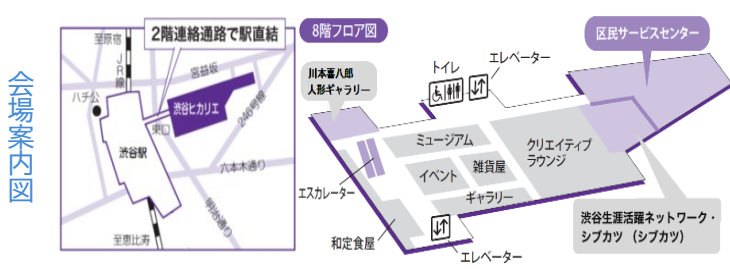 会場案内図
至原宿
JR線
2階連絡通路で駅直結
宮益坂
ハチ公
渋谷ヒカリエ
246号線
東口
渋谷駅
六本木通り
明治通り
至恵比寿
8階フロア図
川本喜八郎
人形ギャラリー
トイレ
エレベーター
区民サービスセンター
ミュージアム
クリエイティブ
ラウンジ
イベント
雑貨屋
エスカレーター
ギャラリー
和定食屋
エレベーター
渋谷生涯活躍ネットワーク・
シブカツ（シブカツ）